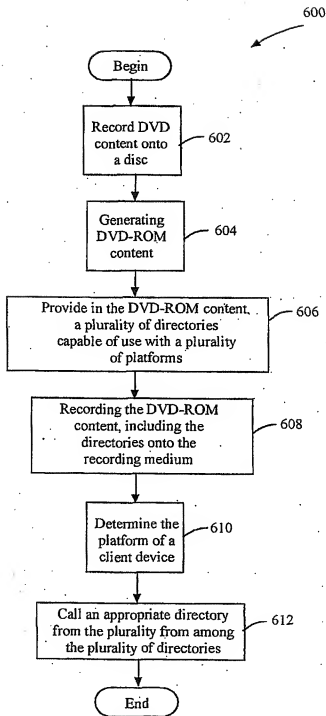 600
Begin
Record DVD
content onto
a disc
602
Generating
DVD-ROM
content
604
Provide in the DVD-ROM content,
a plurality of directories
capable of use with a plurality
of platforms
606
Recording the DVD-ROM
content, including the
directories onto the
recording medium
608
Determine the
platform of a
client device
610
Call an appropriate directory
from the plurality from among
the plurality of directories
612
End